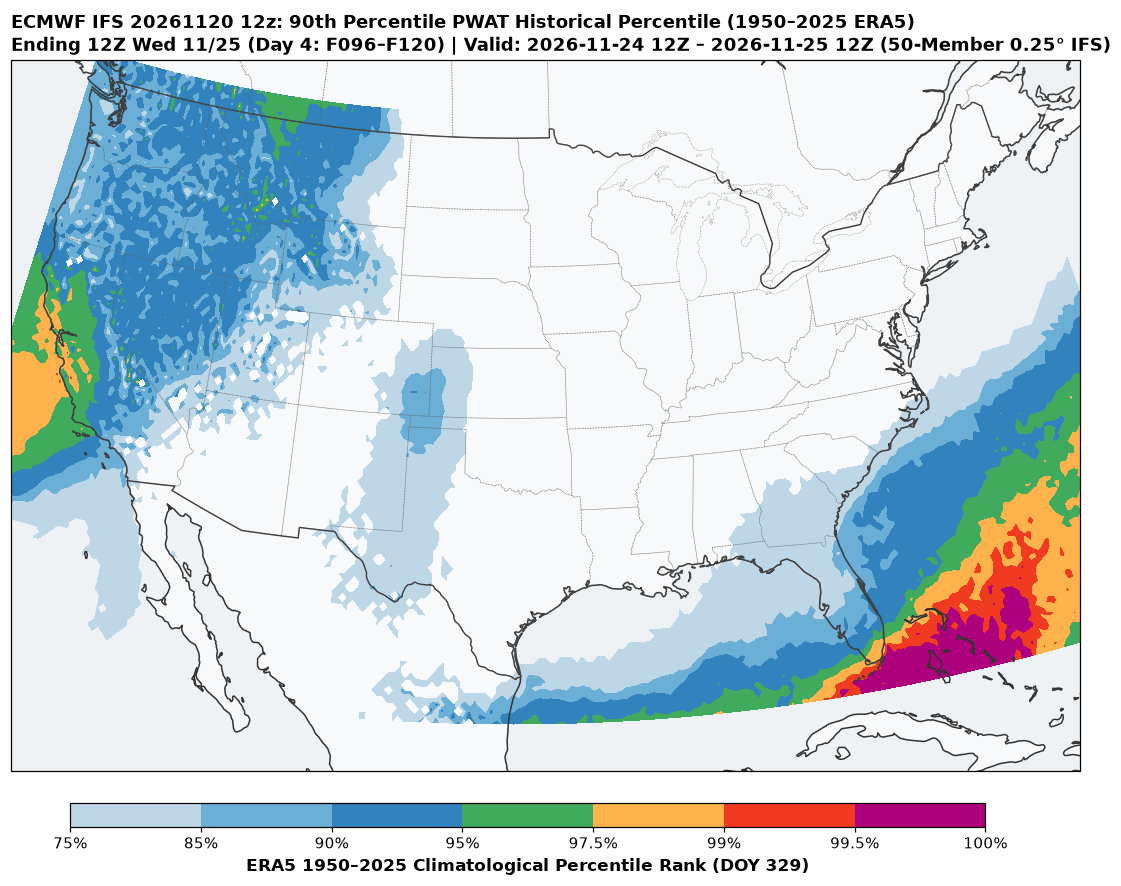 ECMWF IFS 20261120 12z: 90th Percentile PWAT Historical Percentile (1950–2025 ERA5)
Ending 12Z Wed 11/25 (Day 4: F096–F120) | Valid: 2026-11-24 12Z – 2026-11-25 12Z (50-Member 0.25° IFS)
75% 85% 90% 95% 97.5% 99% 99.5% 100%
ERA5 1950–2025 Climatological Percentile Rank (DOY 329)